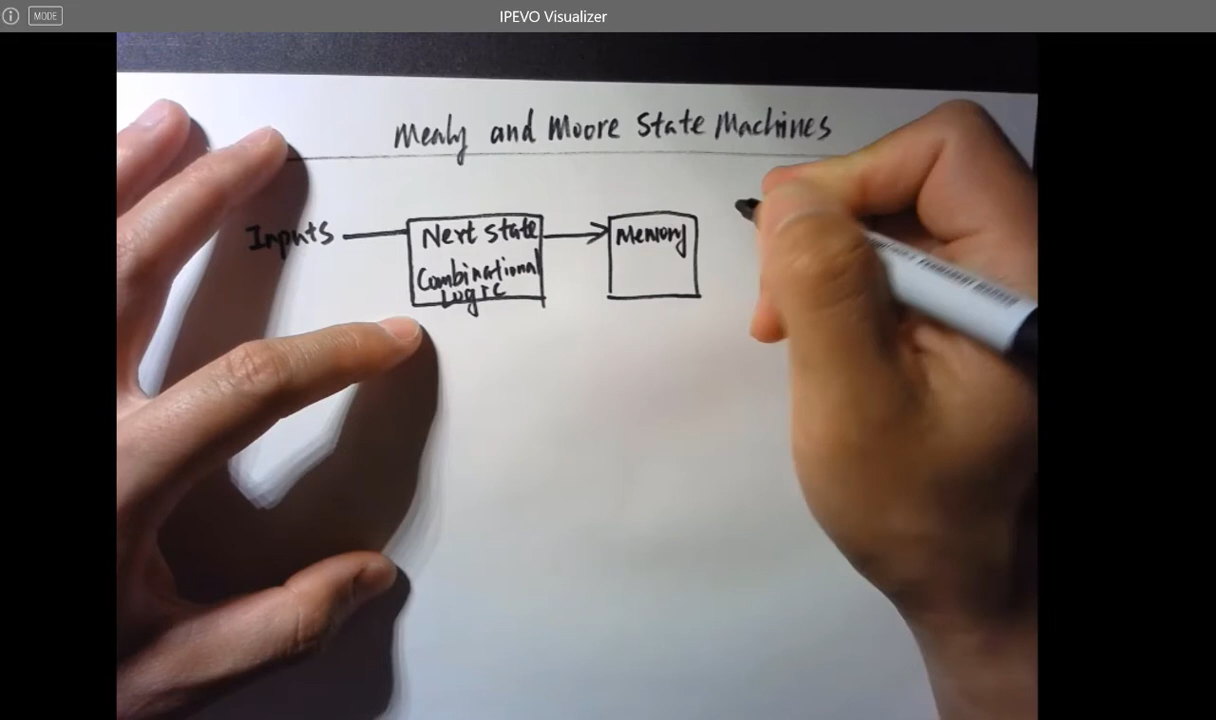 MODE
IPEVO Visualizer
Mealy and Moore State Machines
Inputs
Next State
Combinational
Logic
Memory